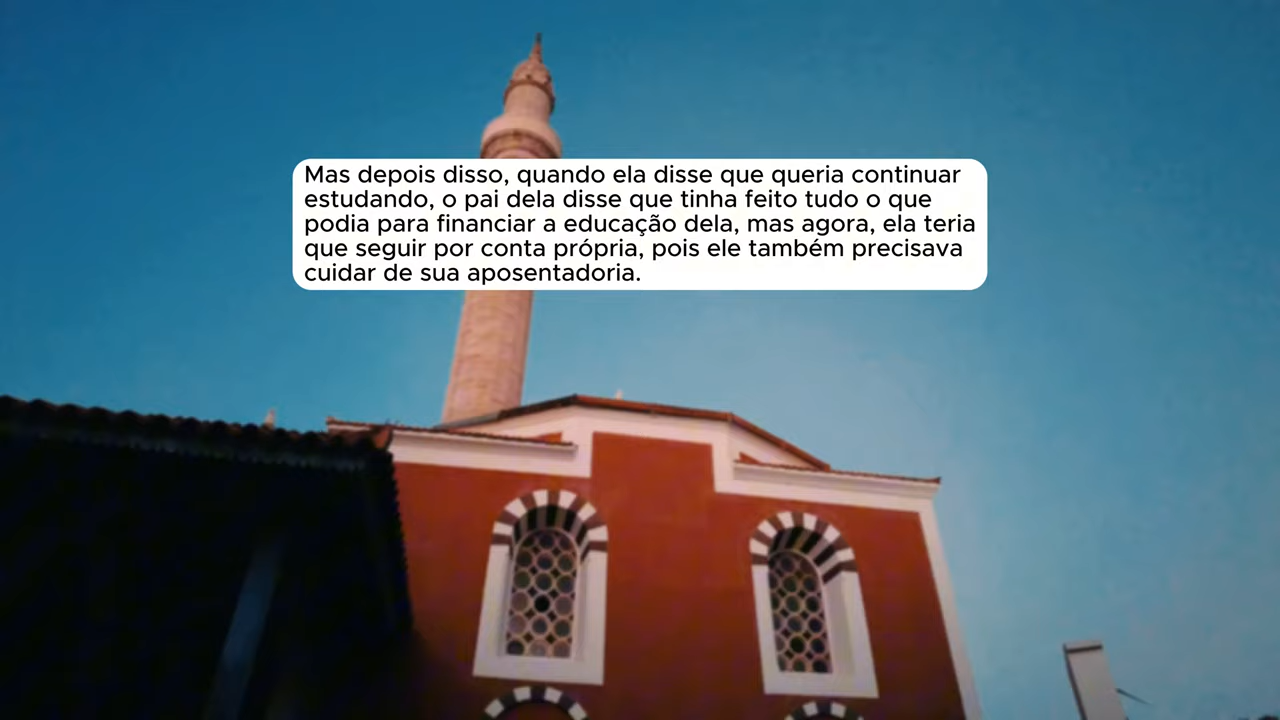 Mas depois disso, quando ela disse que queria continuar
estudando, o pai dela disse que tinha feito tudo o que
podia para financiar a educação dela, mas agora, ela teria
que seguir por conta própria, pois ele também precisava
cuidar de sua aposentadoria.